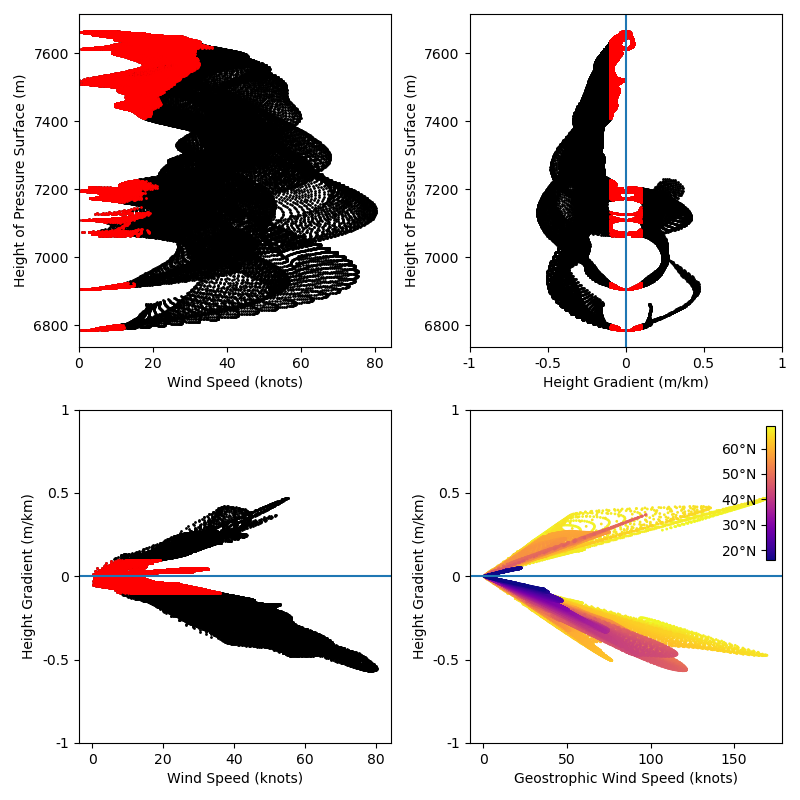 7600
7400
7200
7000
6800
Height of Pressure Surface (m)
0 20 40 60 80
Wind Speed (knots)
7600
7400
7200
7000
6800
Height of Pressure Surface (m)
-1 -0.5 0 0.5 1
Height Gradient (m/km)
1
0.5
0
-0.5
-1
Height Gradient (m/km)
0 20 40 60 80
Wind Speed (knots)
1
0.5
0
-0.5
-1
Height Gradient (m/km)
60°N
50°N
40°N
30°N
20°N
0 50 100 150
Geostrophic Wind Speed (knots)